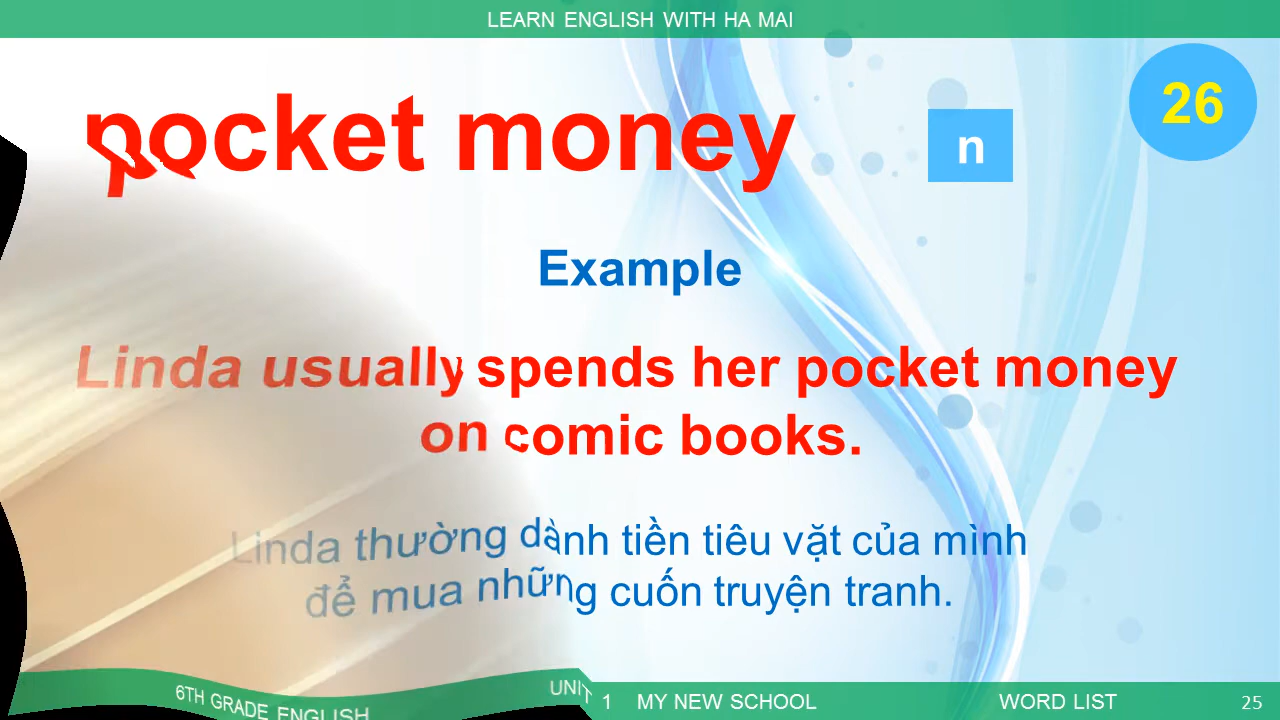 LEARN ENGLISH WITH HA MAI
26
pocket money n
Example
Linda usually spends her pocket money
on comic books.
Linda thường dành tiền tiêu vặt của mình
để mua những cuốn truyện tranh.
6TH GRADE ENGLISH UNIT 1 MY NEW SCHOOL WORD LIST 25